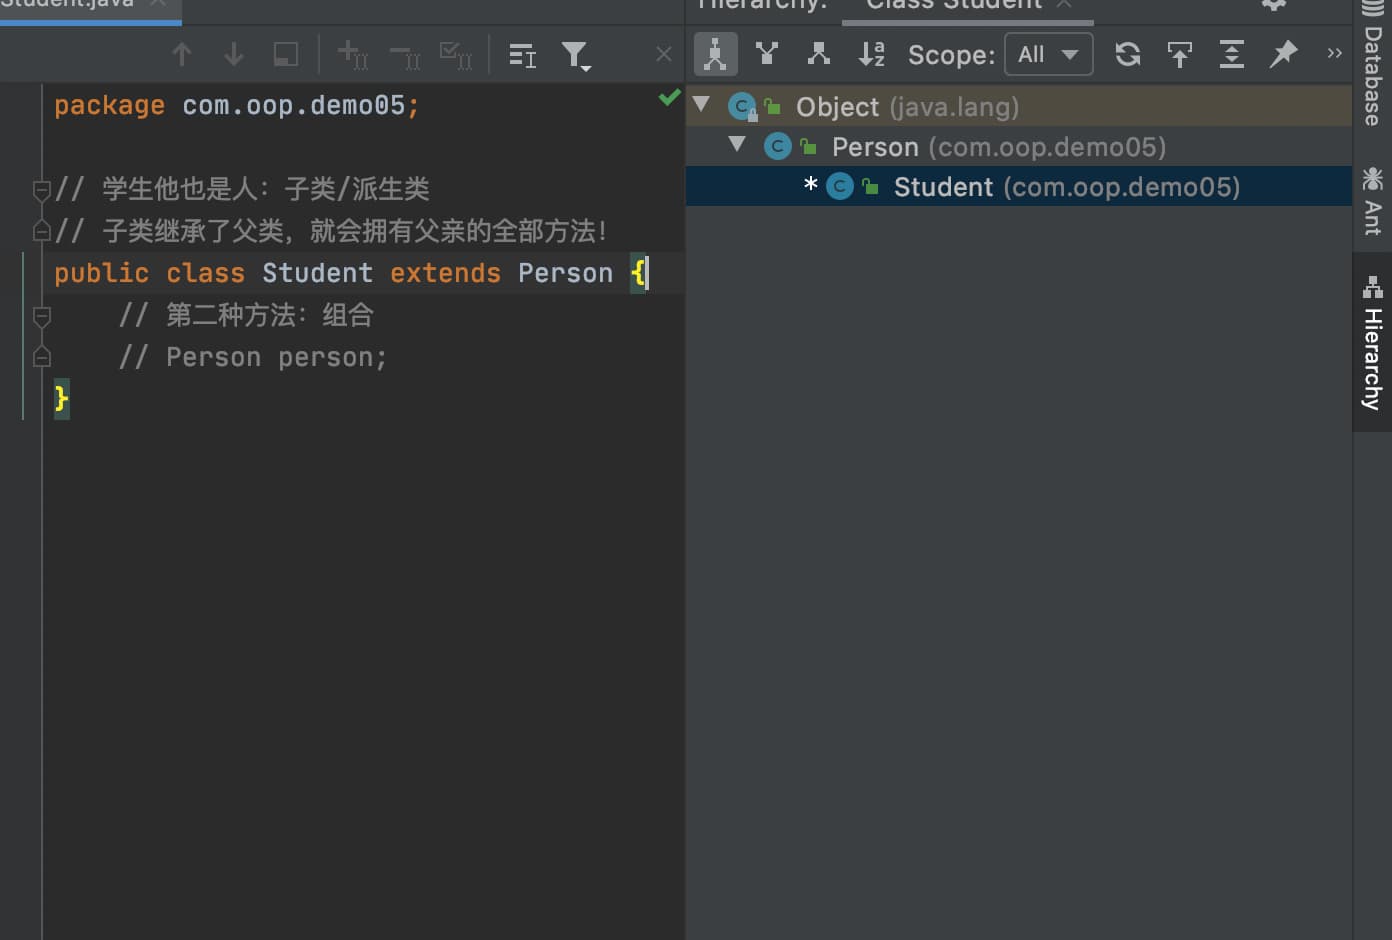 Student.java
package com.oop.demo05;
// 学生他也是人：子类/派生类
// 子类继承了父类，就会拥有父亲的全部方法！
public class Student extends Person {
// 第二种方法：组合
// Person person;
}
Hierarchy: Class Student
Scope: All
Object (java.lang)
Person (com.oop.demo05)
* Student (com.oop.demo05)
Database
Ant
Hierarchy